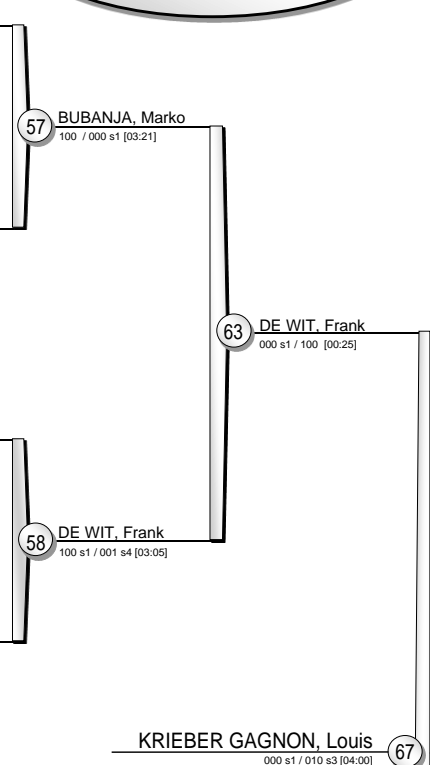 57
BUBANJA, Marko
100 / 000 s1 [03:21]
63
DE WIT, Frank
000 s1 / 100 [00:25]
58
DE WIT, Frank
100 s1 / 001 s4 [03:05]
KRIEBER GAGNON, Louis
67
000 s1 / 010 s3 [04:00]